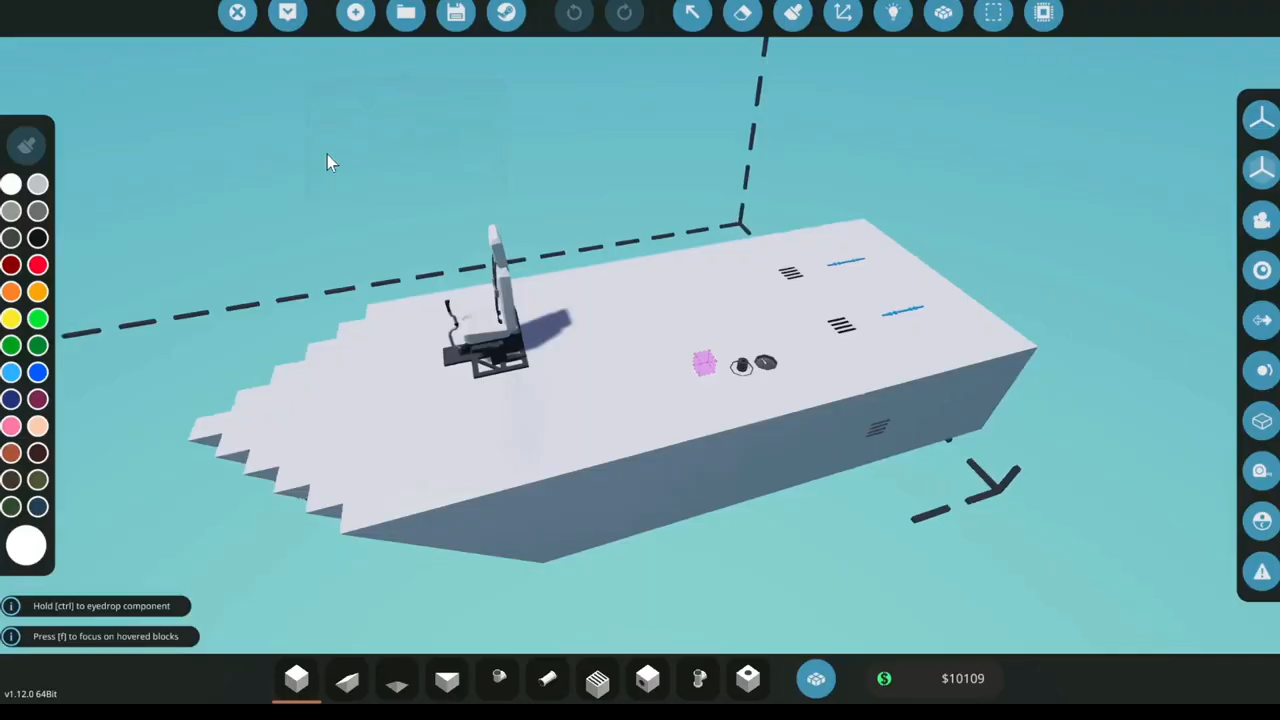 Hold [ctrl] to eyedrop component
Press [f] to focus on hovered blocks
v1.12.0 64Bit
$
$10109